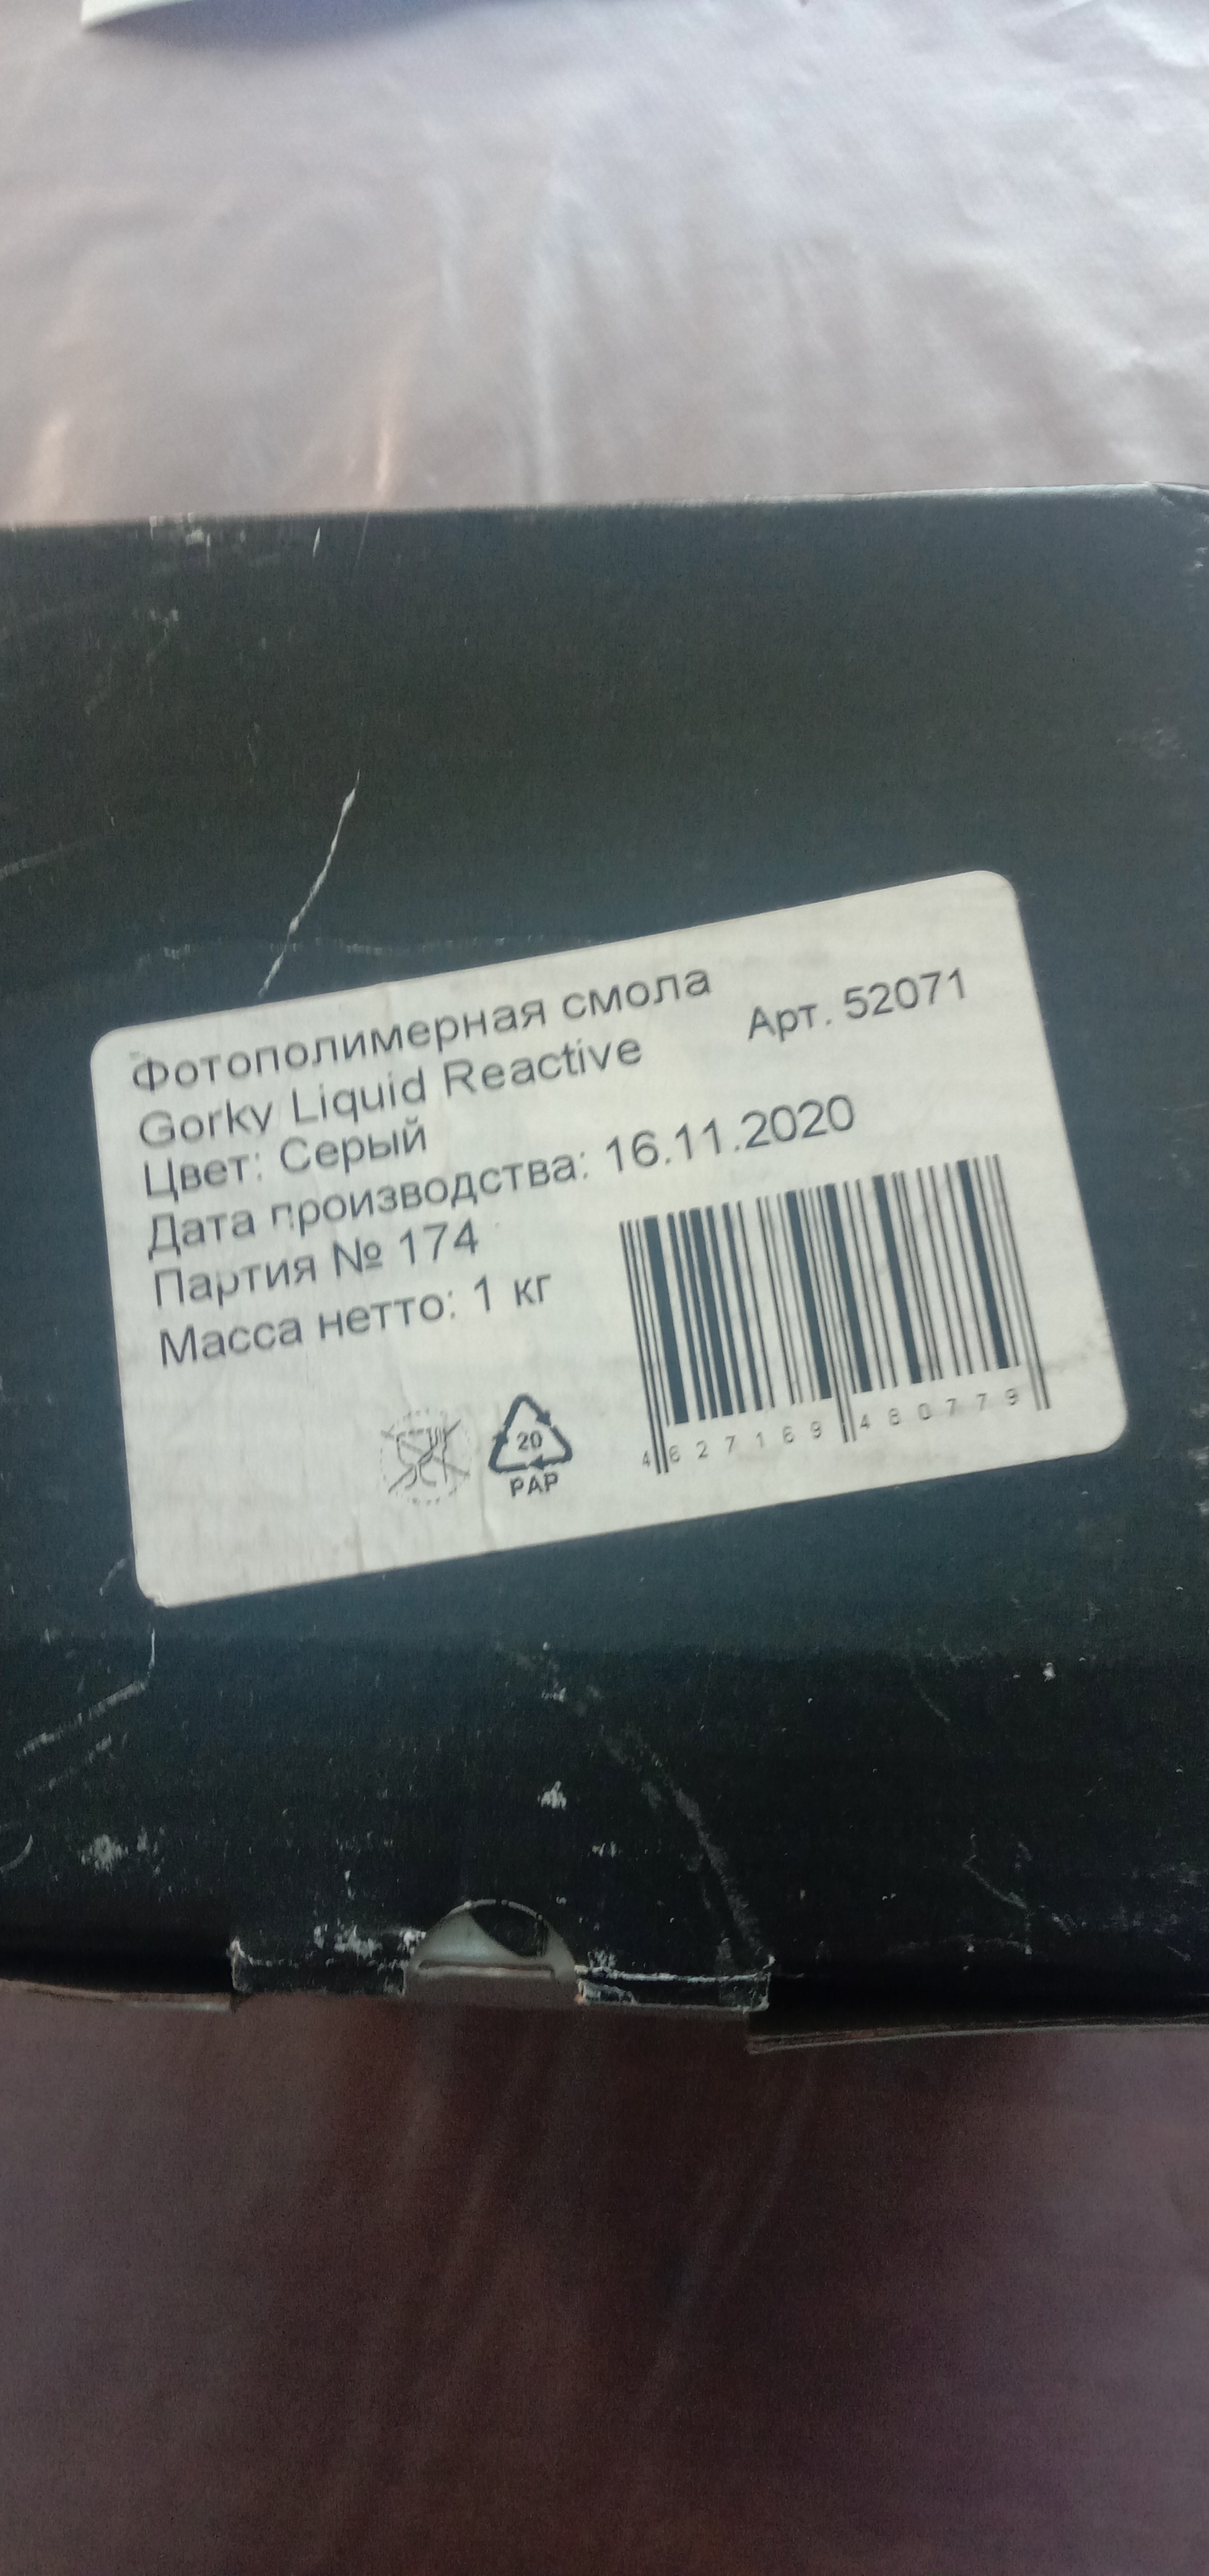 Фотополимерная смола
Gorky Liquid Reactive
Арт. 52071
Цвет: Серый
Дата производства: 16.11.2020
Партия № 174
Масса нетто: 1 кг
20
PAP
4 627169 480779